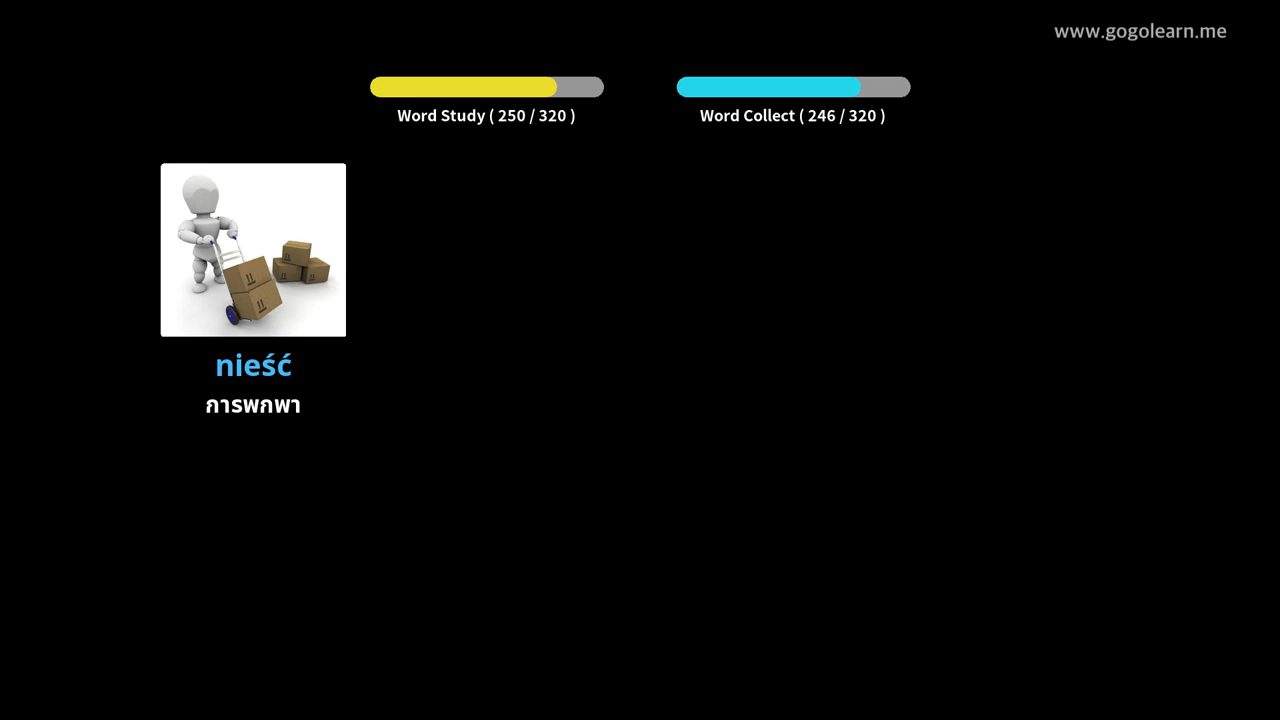 www.gogolearn.me
Word Study ( 250 / 320 )
Word Collect ( 246 / 320 )
nieść
การพกพา